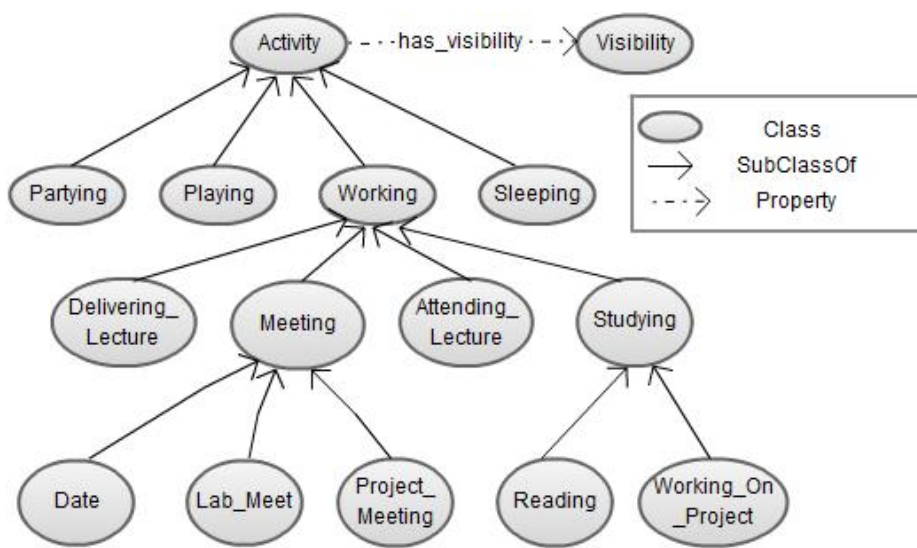 Activity
has_visibility
Visibility
Class
SubClassOf
Property
Partying
Playing
Working
Sleeping
Delivering_
Lecture
Meeting
Attending_
Lecture
Studying
Date
Lab_Meet
Project_
Meeting
Reading
Working_On
_Project